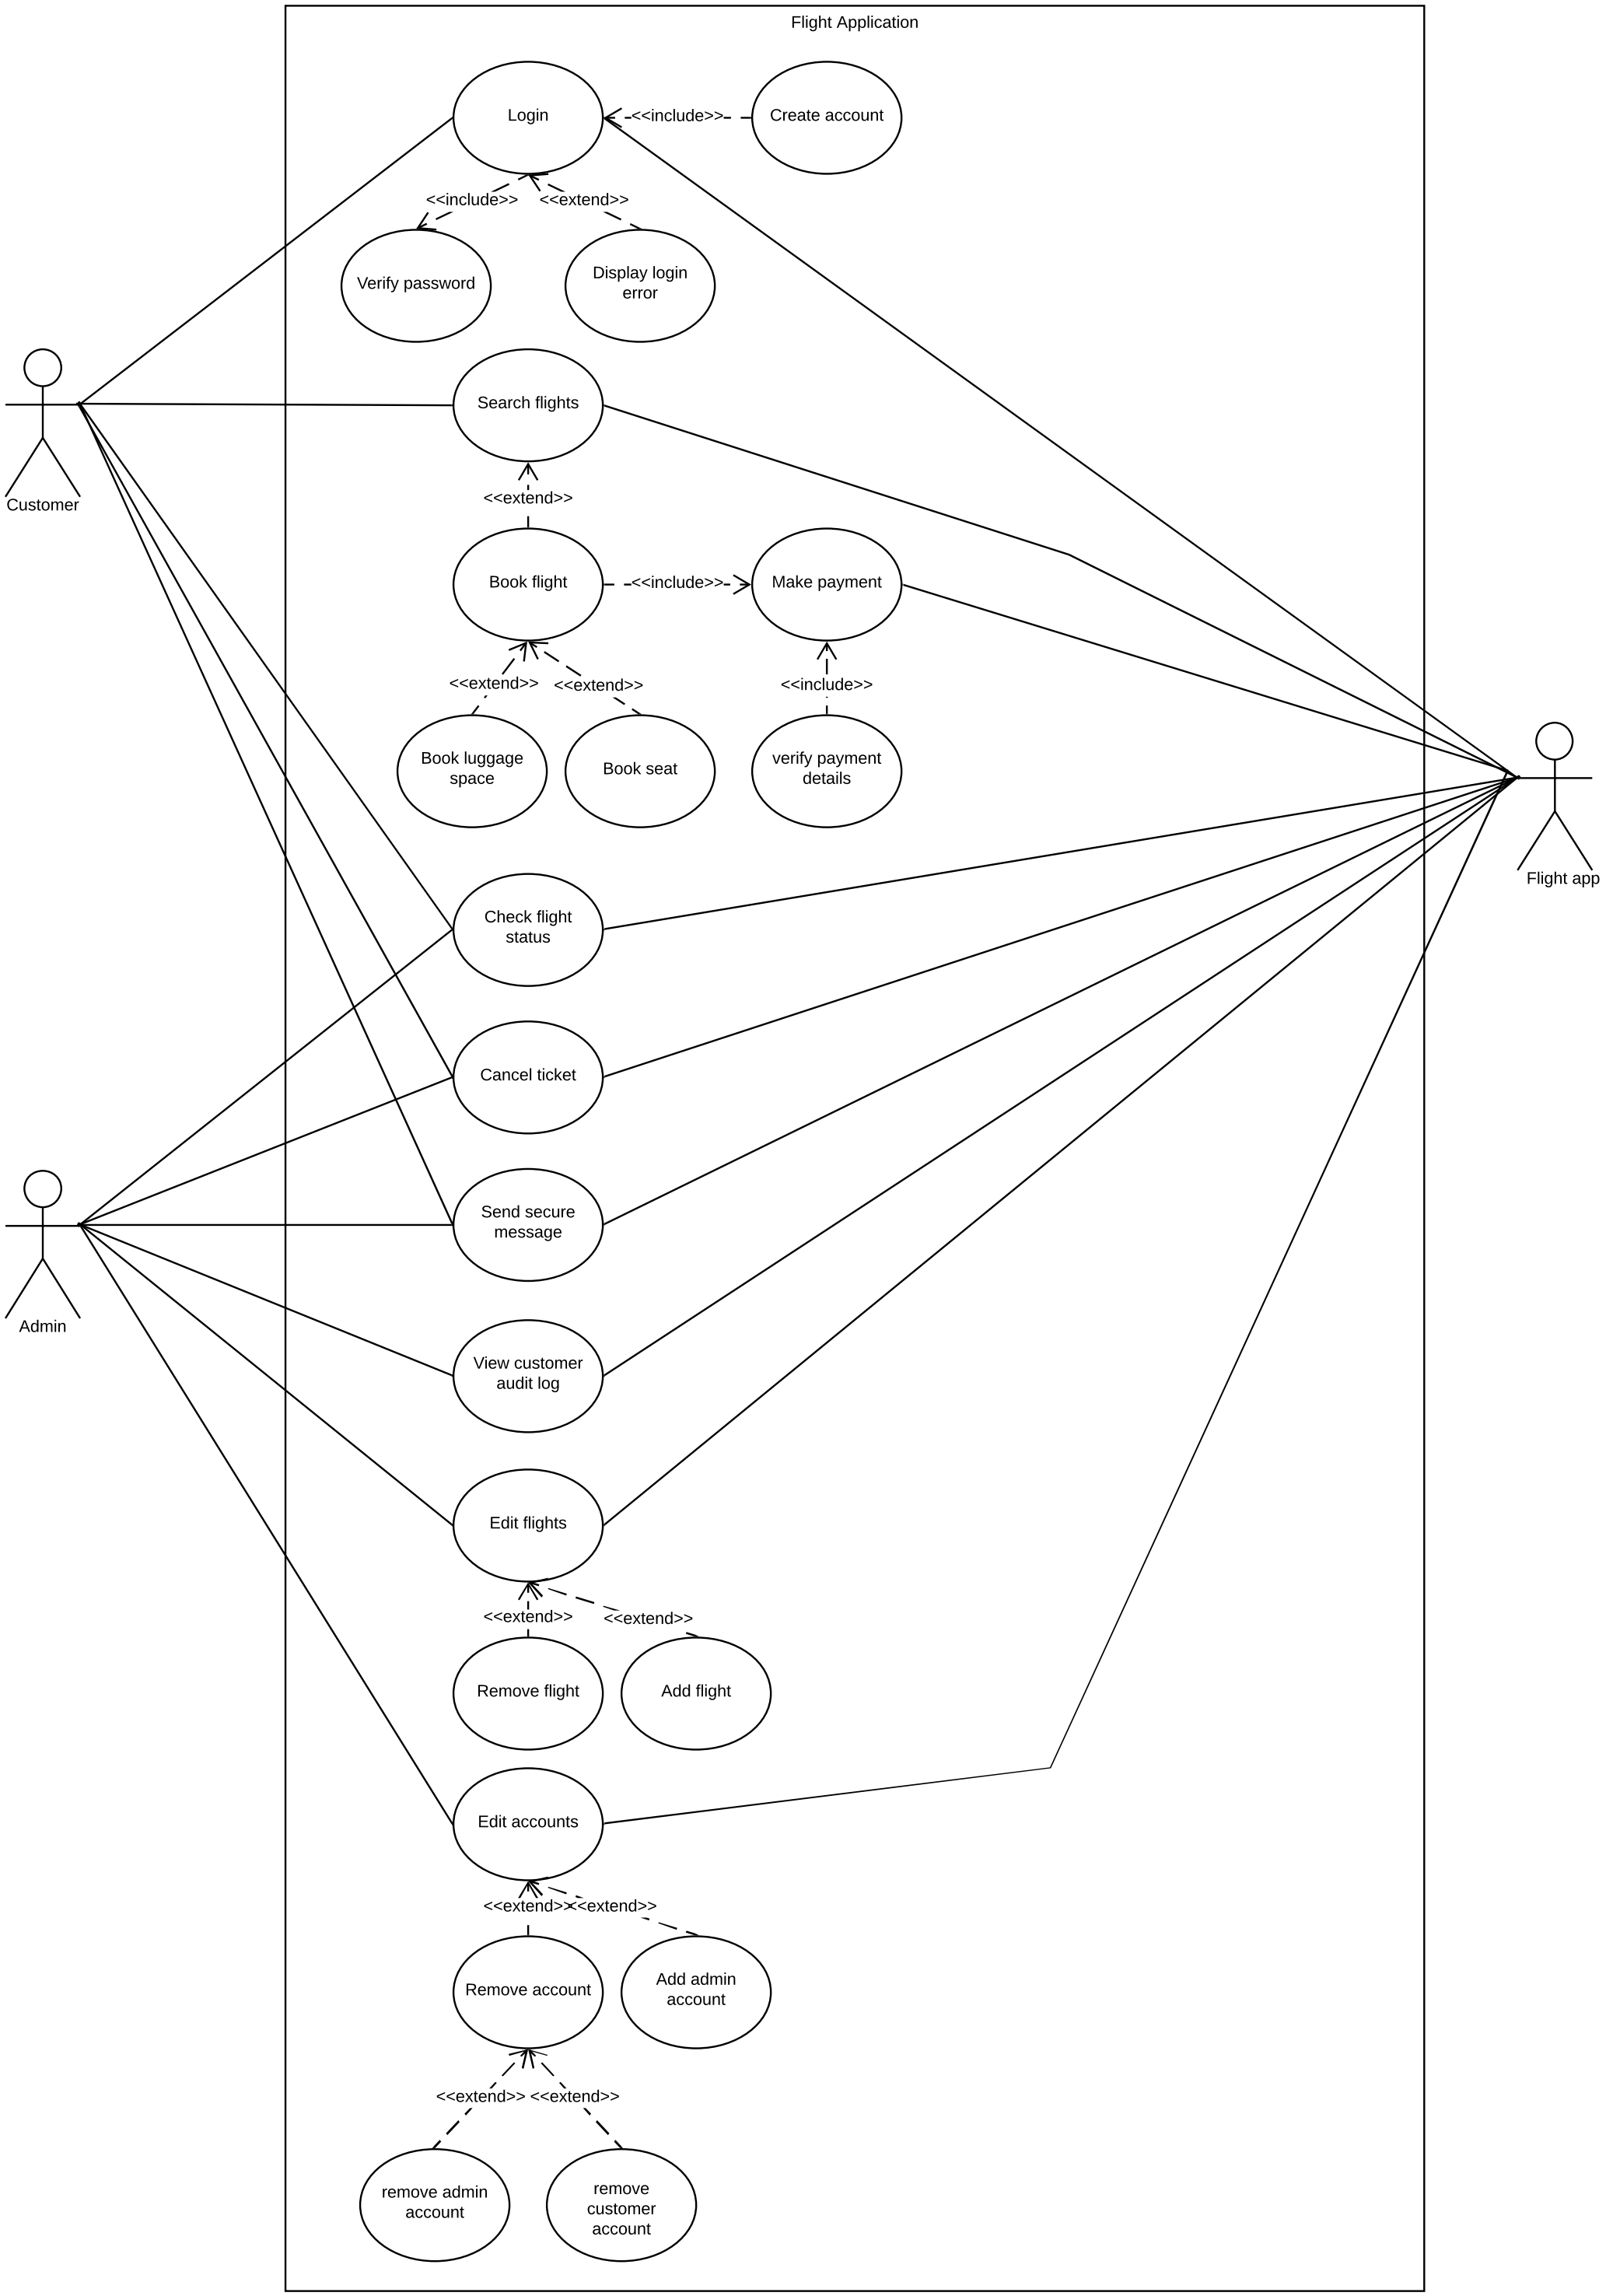 Flight Application
Login
<<include>>
Create account
<<include>>
<<extend>>
Verify password
Display login
error
Customer
Search flights
<<extend>>
Book flight
<<include>>
Make payment
<<extend>>
<<extend>>
<<include>>
Book luggage
space
Book seat
verify payment
details
Flight app
Check flight
status
Cancel ticket
Send secure
message
Admin
View customer
audit log
Edit flights
<<extend>>
<<extend>>
Remove flight
Add flight
Edit accounts
<<extend>>
<<extend>>
Remove account
Add admin
account
<<extend>>
<<extend>>
remove admin
account
remove
customer
account